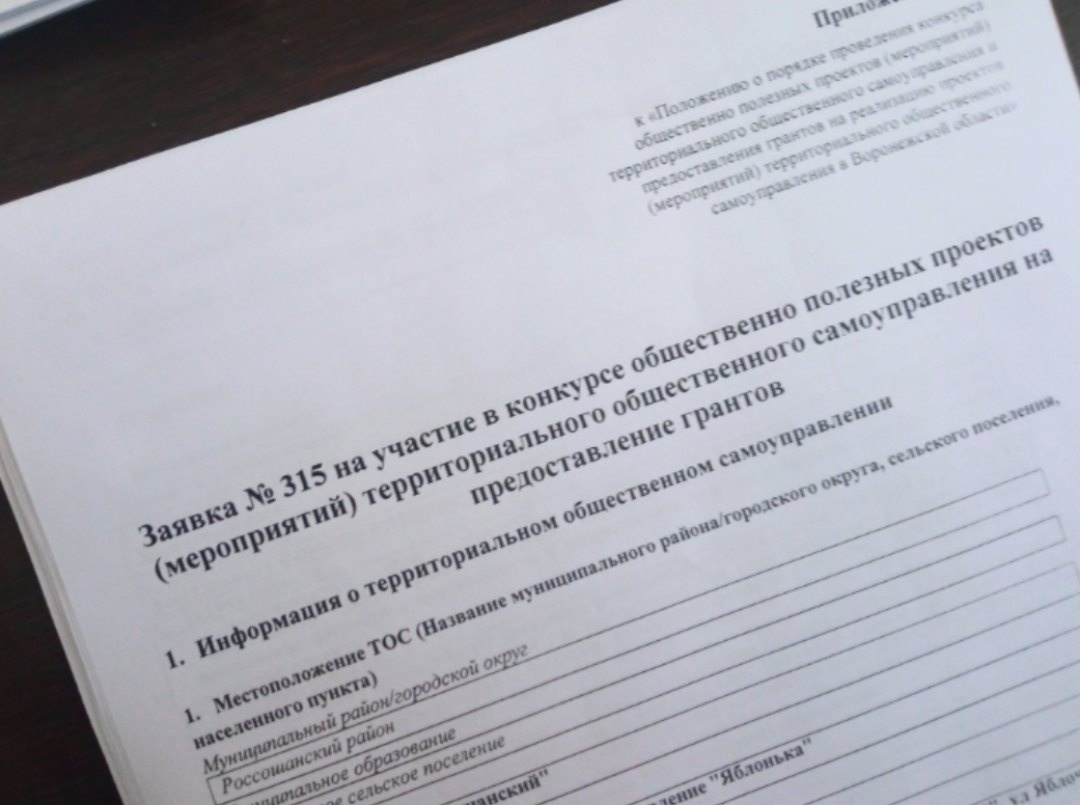 к «Положению о порядке проведения конкурса
общественно полезных проектов (мероприятий)
территориального общественного самоуправления и
предоставления грантов на реализацию проектов
(мероприятий) территориального общественного
самоуправления в Воронежской области»
Заявка № 315 на участие в конкурсе общественно полезных проектов
(мероприятий) территориального общественного самоуправления на
предоставление грантов
1. Информация о территориальном общественном самоуправлении
1. Местоположение ТОС (Название муниципального района/городского округа, сельского поселения,
населенного пункта)
Муниципальный район/городской округ
Россошанский район
образование
сельское поселение
"Яблонька"